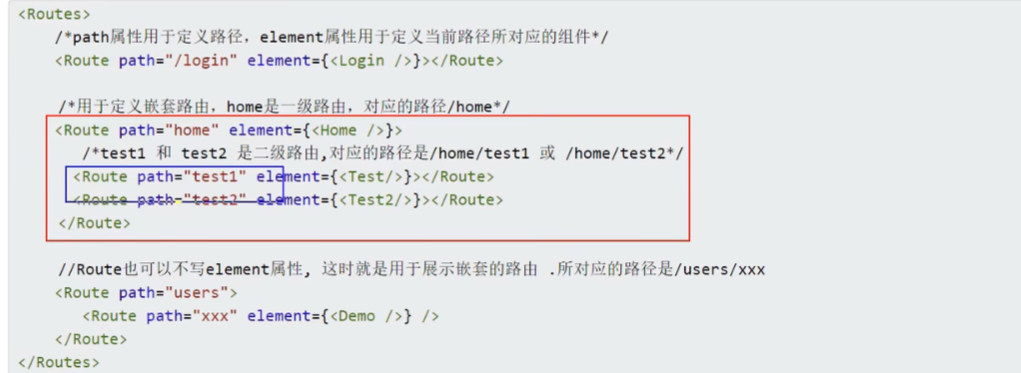 <Routes>
/*path属性用于定义路径，element属性用于定义当前路径所对应的组件*/
<Route path="/login" element={<Login />}></Route>
/*用于定义嵌套路由，home是一级路由，对应的路径/home*/
<Route path="home" element={<Home />}>
/*test1 和 test2 是二级路由,对应的路径是/home/test1 或 /home/test2*/
<Route path="test1" element={<Test/>}></Route>
<Route path="test2" element={<Test2/>}></Route>
</Route>
//Route也可以不写element属性, 这时就是用于展示嵌套的路由 .所对应的路径是/users/xxx
<Route path="users">
<Route path="xxx" element={<Demo />} />
</Route>
</Routes>